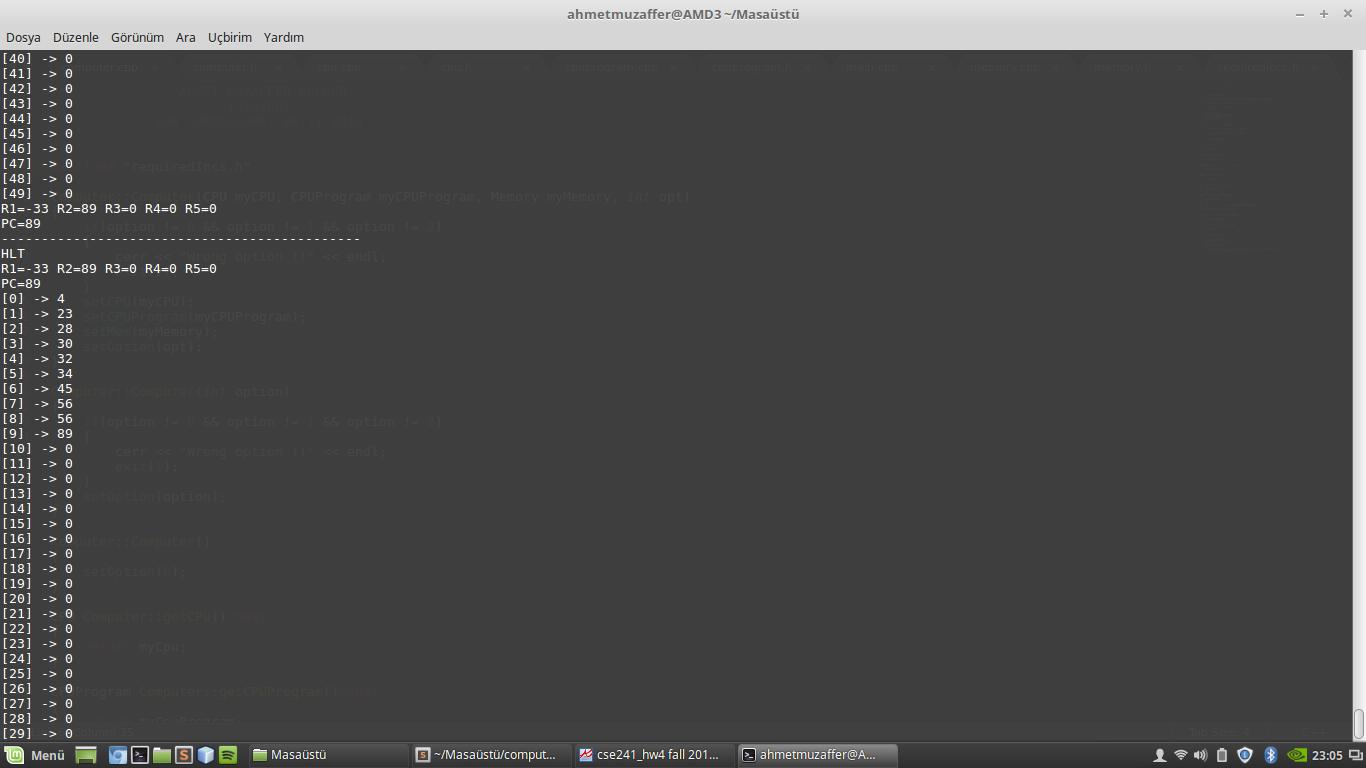 ahmetmuzaffer@AMD3 ~/Masaüstü
Dosya Düzenle Görünüm Ara Uçbirim Yardım
[40] -> 0
[41] -> 0
[42] -> 0
[43] -> 0
[44] -> 0
[45] -> 0
[46] -> 0
[47] -> 0
[48] -> 0
[49] -> 0
R1=-33 R2=89 R3=0 R4=0 R5=0
PC=89
---------------------------------------------
HLT
R1=-33 R2=89 R3=0 R4=0 R5=0
PC=89
[0] -> 4
[1] -> 23
[2] -> 28
[3] -> 30
[4] -> 32
[5] -> 34
[6] -> 45
[7] -> 56
[8] -> 56
[9] -> 89
[10] -> 0
[11] -> 0
[12] -> 0
[13] -> 0
[14] -> 0
[15] -> 0
[16] -> 0
[17] -> 0
[18] -> 0
[19] -> 0
[20] -> 0
[21] -> 0
[22] -> 0
[23] -> 0
[24] -> 0
[25] -> 0
[26] -> 0
[27] -> 0
[28] -> 0
[29] -> 0
Menü Masaüstü ~/Masaüstü/comput... cse241_hw4 fall 201... ahmetmuzaffer@A... 23:05